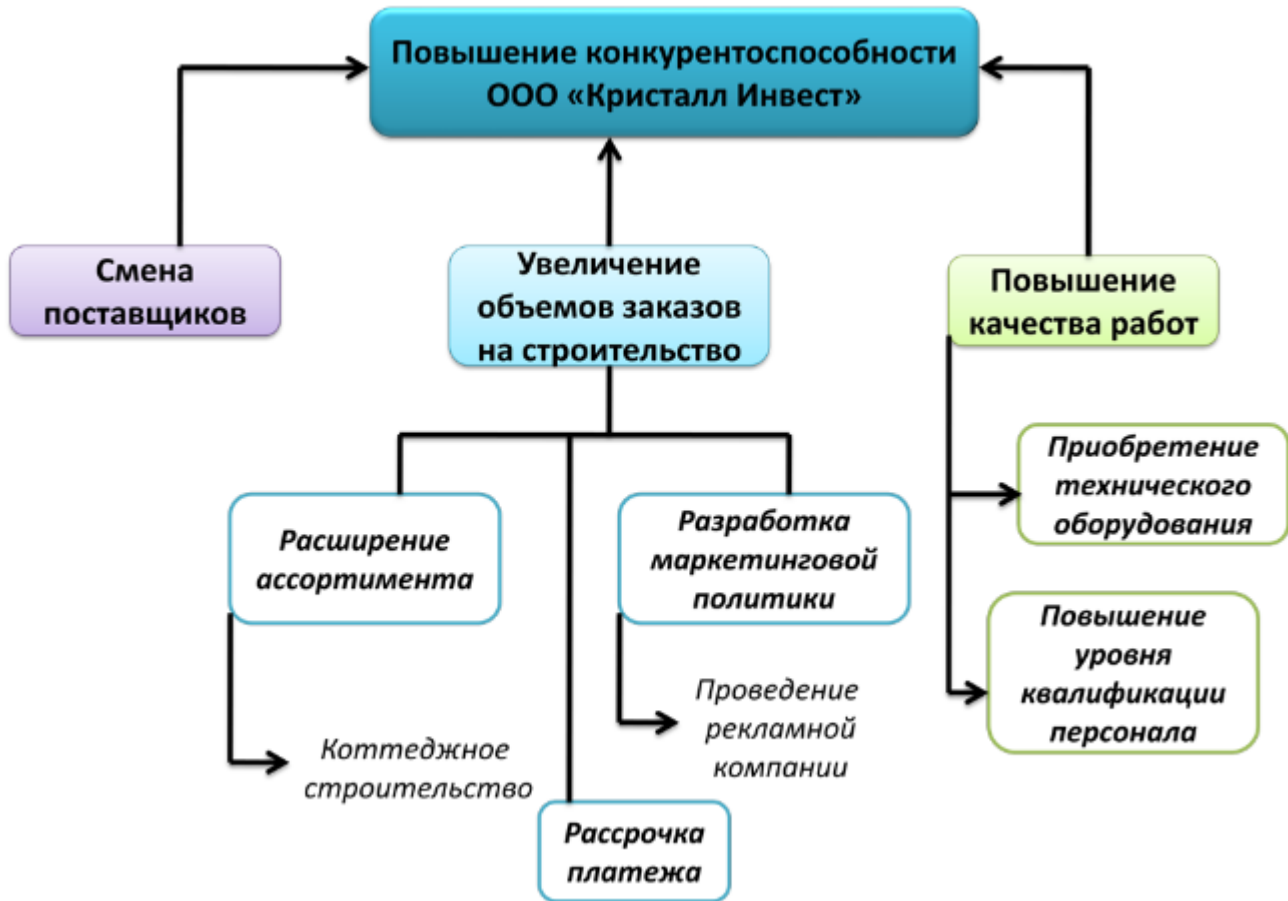 Повышение конкурентоспособности
ООО «Кристалл Инвест»
Смена
поставщиков
Увеличение
объемов заказов
на строительство
Повышение
качества работ
Расширение
ассортимента
Коттеджное
строительство
Рассрочка
платежа
Разработка
маркетинговой
политики
Проведение
рекламной
компании
Приобретение
технического
оборудования
Повышение
уровня
квалификации
персонала